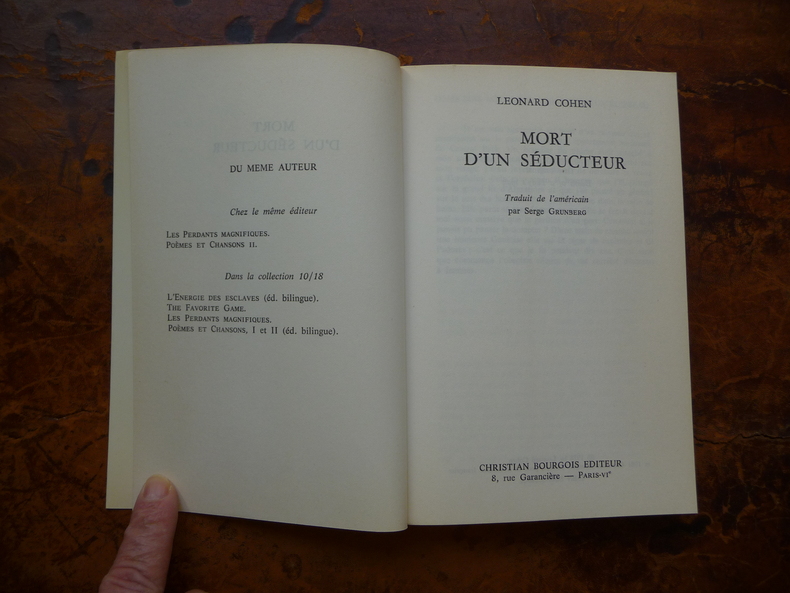 DU MEME AUTEUR
Chez le même éditeur
LES PERDANTS MAGNIFIQUES.
POÈMES ET CHANSONS II.
Dans la collection 10/18
L'ENERGIE DES ESCLAVES (éd. bilingue).
THE FAVORITE GAME.
LES PERDANTS MAGNIFIQUES.
POÈMES ET CHANSONS, I et II (éd. bilingue).
LEONARD COHEN
MORT
D'UN SÉDUCTEUR
Traduit de l'américain
par Serge GRUNBERG
CHRISTIAN BOURGOIS EDITEUR
8, rue Garancière — PARIS-VIe